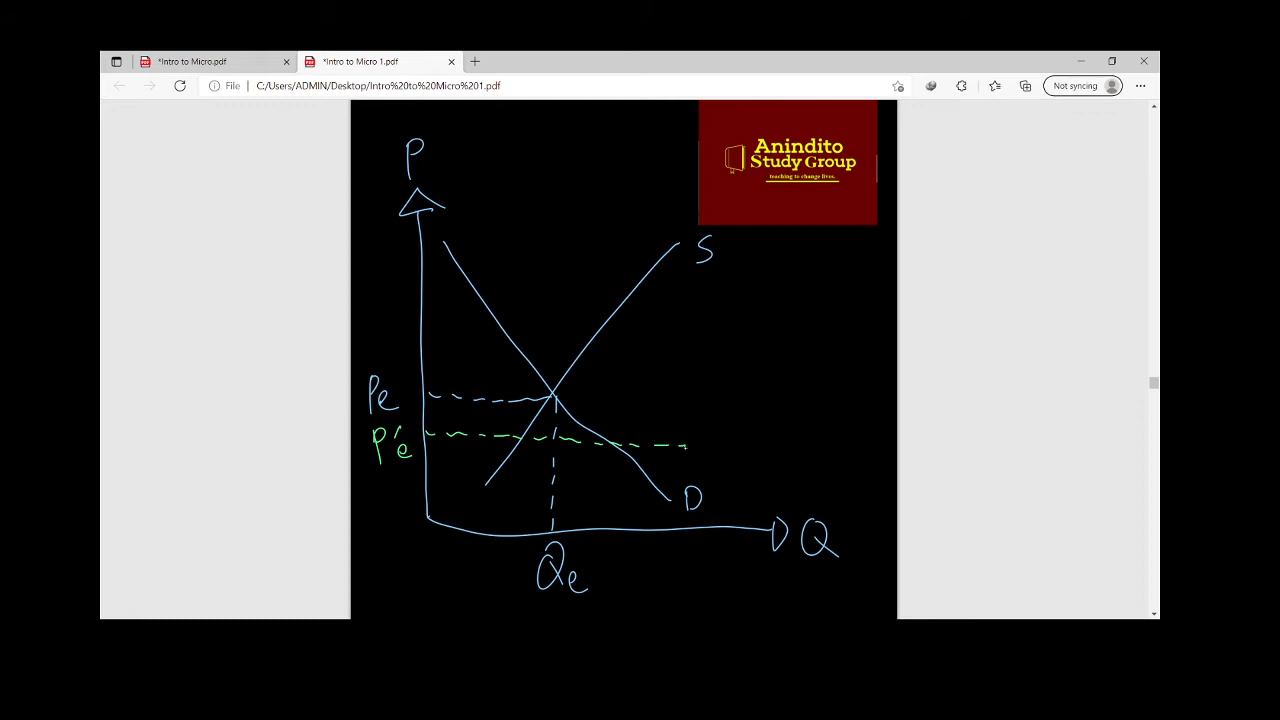 *Intro to Micro.pdf
*Intro to Micro 1.pdf
File
C:/Users/ADMIN/Desktop/Intro%20to%20Micro%201.pdf
Not syncing
Anindito
Study Group
teaching to change lives.
P
S
Pe
P'e
D
Q
Qe